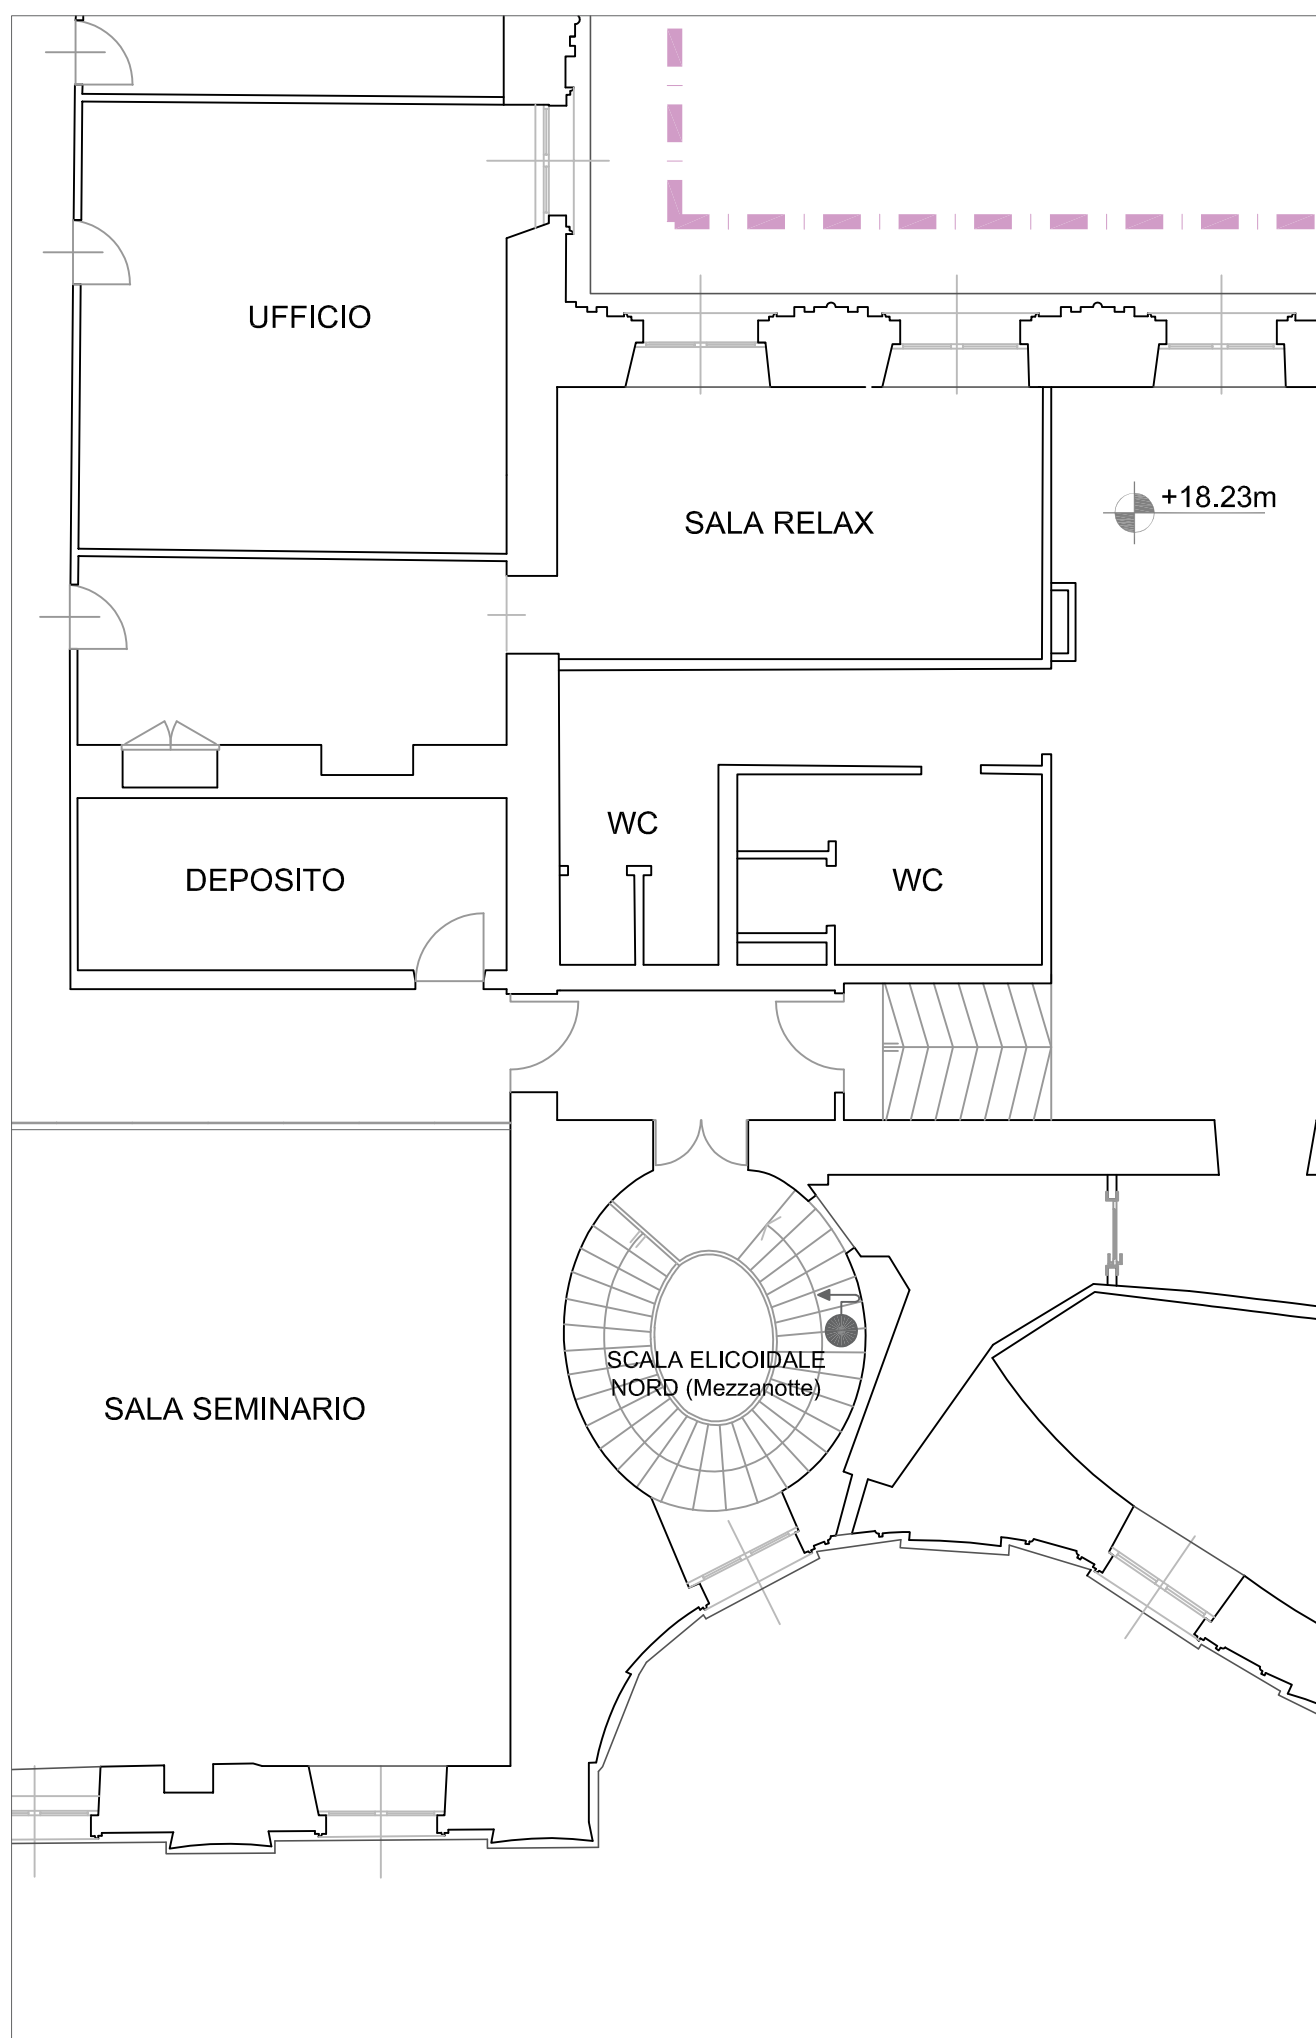 UFFICIO
+18.23m
SALA RELAX
WC
WC
DEPOSITO
SCALA ELICOIDALE
NORD (Mezzanotte)
SALA SEMINARIO